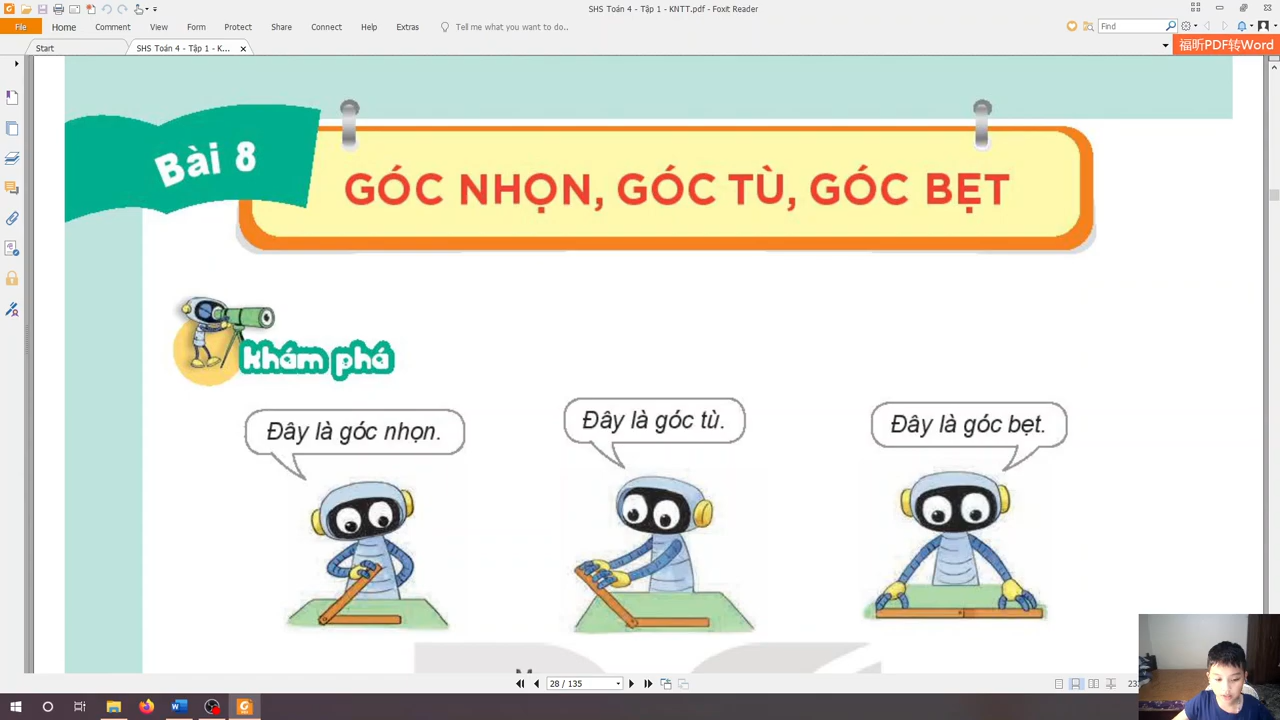 SHS Toán 4 - Tập 1 - KNTT.pdf - Foxit Reader
File Home Comment View Form Protect Share Connect Help Extras Tell me what you want to do.. Find
Start SHS Toán 4 - Tập 1 - K... 福昕PDF转Word
Bài 8
GÓC NHỌN, GÓC TÙ, GÓC BẸT
khám phá
Đây là góc nhọn.
Đây là góc tù.
Đây là góc bẹt.
28 / 135